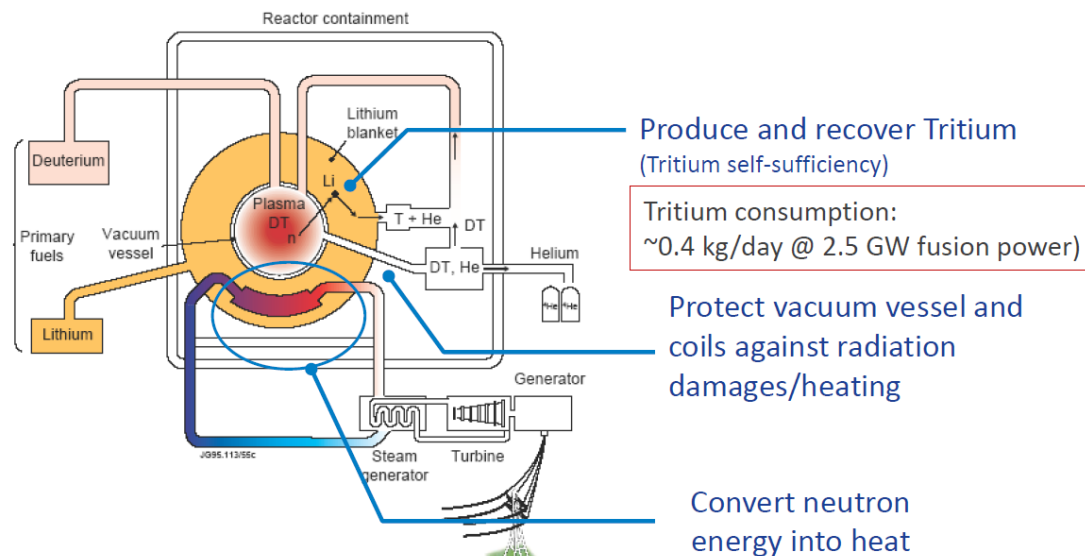 Reactor containment
Lithium
blanket
Deuterium
Li
Plasma
DT
n
T + He
DT
Primary
fuels
Vacuum
vessel
DT, He
Helium
⁴He
⁴He
Lithium
Generator
JG95.113/55c
Steam
generator
Turbine
Produce and recover Tritium
(Tritium self-sufficiency)
Tritium consumption:
~0.4 kg/day @ 2.5 GW fusion power)
Protect vacuum vessel and
coils against radiation
damages/heating
Convert neutron
energy into heat